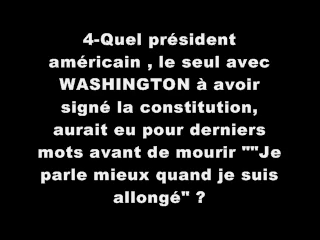 4-Quel président
américain , le seul avec
WASHINGTON à avoir
signé la constitution,
aurait eu pour derniers
mots avant de mourir ""Je
parle mieux quand je suis
allongé" ?